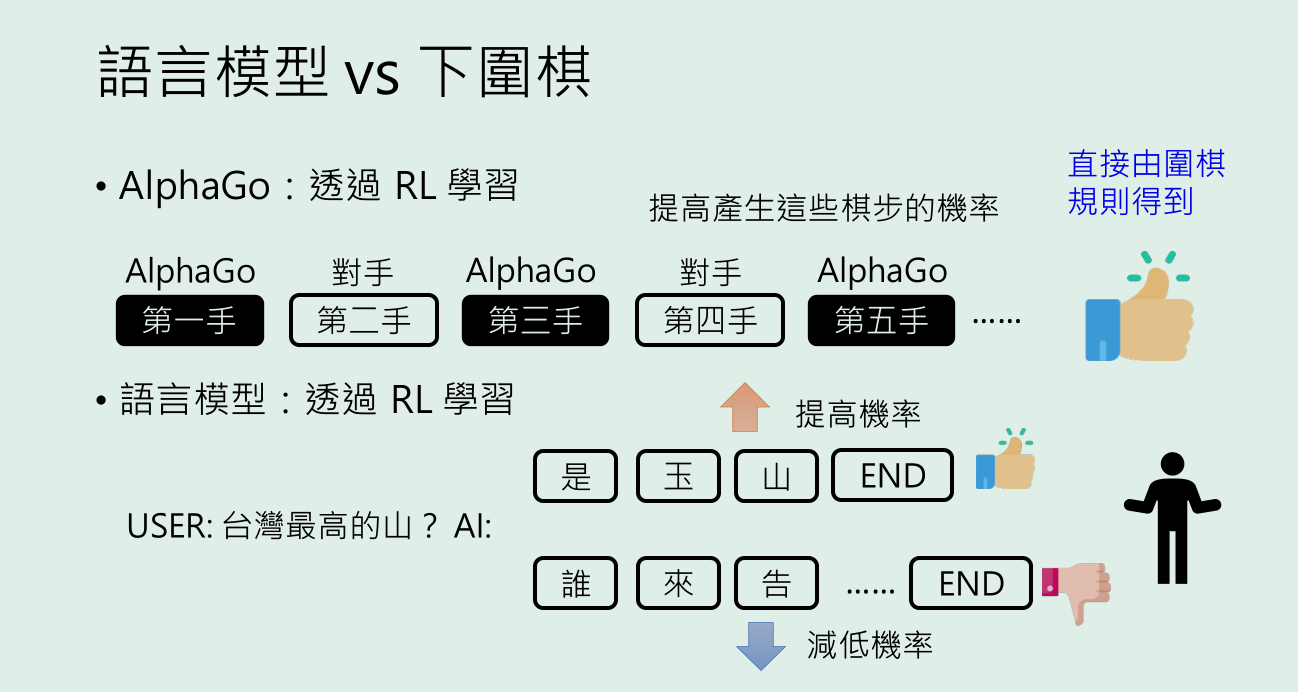 語言模型 vs 下圍棋
• AlphaGo：透過 RL 學習
提高產生這些棋步的機率
直接由圍棋
規則得到
AlphaGo 對手 AlphaGo 對手 AlphaGo
第一手 第二手 第三手 第四手 第五手 ……
• 語言模型：透過 RL 學習
提高機率
是 玉 山 END
USER: 台灣最高的山？ AI:
誰 來 告 …… END
減低機率